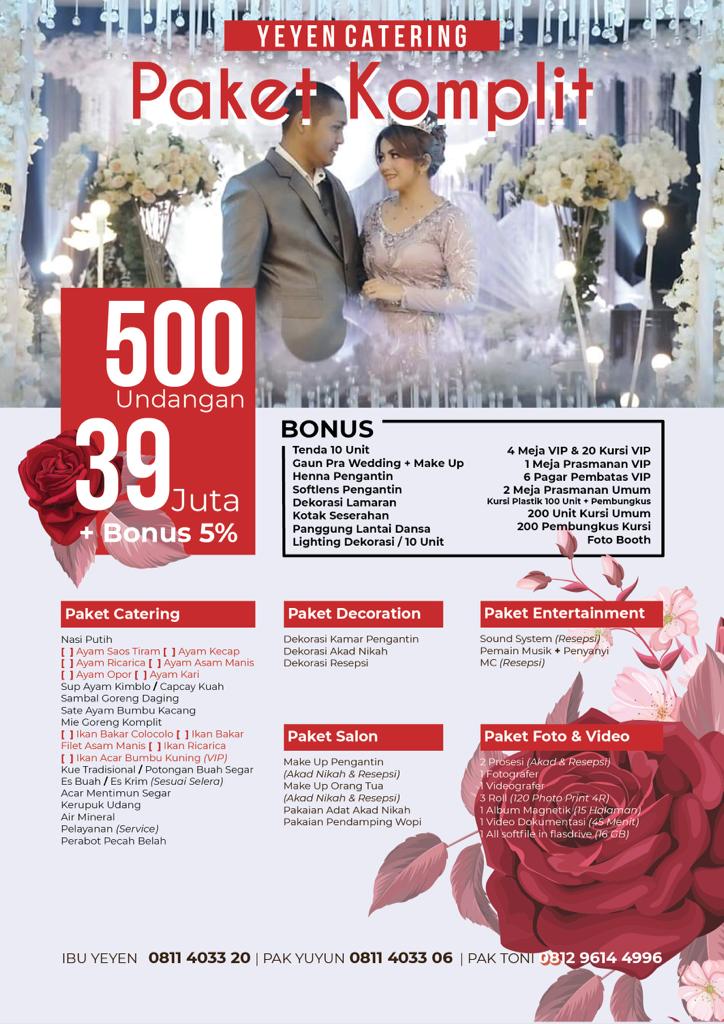 YEYEN CATERING
Paket Komplit
500
Undangan
39
Juta
+ Bonus 5%
BONUS
Tenda 10 Unit
Gaun Pra Wedding + Make Up
Henna Pengantin
Softlens Pengantin
Dekorasi Lamaran
Kotak Seserahan
Panggung Lantai Dansa
Lighting Dekorasi / 10 Unit
4 Meja VIP & 20 Kursi VIP
1 Meja Prasmanan VIP
6 Pagar Pembatas VIP
2 Meja Prasmanan Umum
Kursi Plastik 100 Unit + Pembungkus
200 Unit Kursi Umum
200 Pembungkus Kursi
Foto Booth
Paket Catering
Nasi Putih
[ ] Ayam Saos Tiram [ ] Ayam Kecap
[ ] Ayam Ricarica [ ] Ayam Asam Manis
[ ] Ayam Opor [ ] Ayam Kari
Sup Ayam Kimblo / Capcay Kuah
Sambal Goreng Daging
Sate Ayam Bumbu Kacang
Mie Goreng Komplit
[ ] Ikan Bakar Colocolo [ ] Ikan Bakar
Filet Asam Manis [ ] Ikan Ricarica
[ ] Ikan Acar Bumbu Kuning (VIP)
Kue Tradisional / Potongan Buah Segar
Es Buah / Es Krim (Sesuai Selera)
Acar Mentimun Segar
Kerupuk Udang
Air Mineral
Pelayanan (Service)
Perabot Pecah Belah
Paket Decoration
Dekorasi Kamar Pengantin
Dekorasi Akad Nikah
Dekorasi Resepsi
Paket Entertainment
Sound System (Resepsi)
Pemain Musik + Penyanyi
MC (Resepsi)
Paket Salon
Make Up Pengantin
(Akad Nikah & Resepsi)
Make Up Orang Tua
(Akad Nikah & Resepsi)
Pakaian Adat Akad Nikah
Pakaian Pendamping Wopi
Paket Foto & Video
2 Prosesi (Akad & Resepsi)
1 Fotografer
1 Videografer
3 Roll (120 Photo Print 4R)
1 Album Magnetik (15 Halaman)
1 Video Dokumentasi (45 Menit)
1 All softfile in flasdrive (16 GB)
IBU YEYEN 0811 4033 20 | PAK YUYUN 0811 4033 06 | PAK TONI 0812 9614 4996